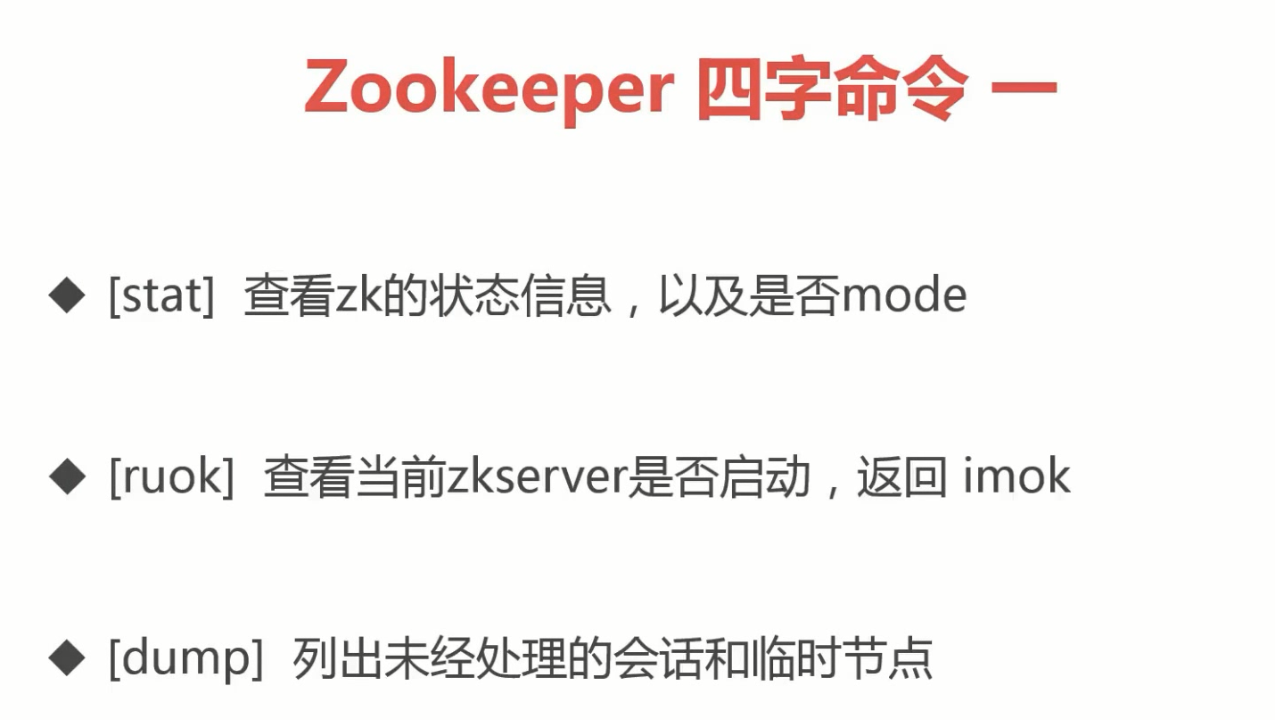 Zookeeper 四字命令 一
◆ [stat] 查看zk的状态信息，以及是否mode
◆ [ruok] 查看当前zkserver是否启动，返回 imok
◆ [dump] 列出未经处理的会话和临时节点